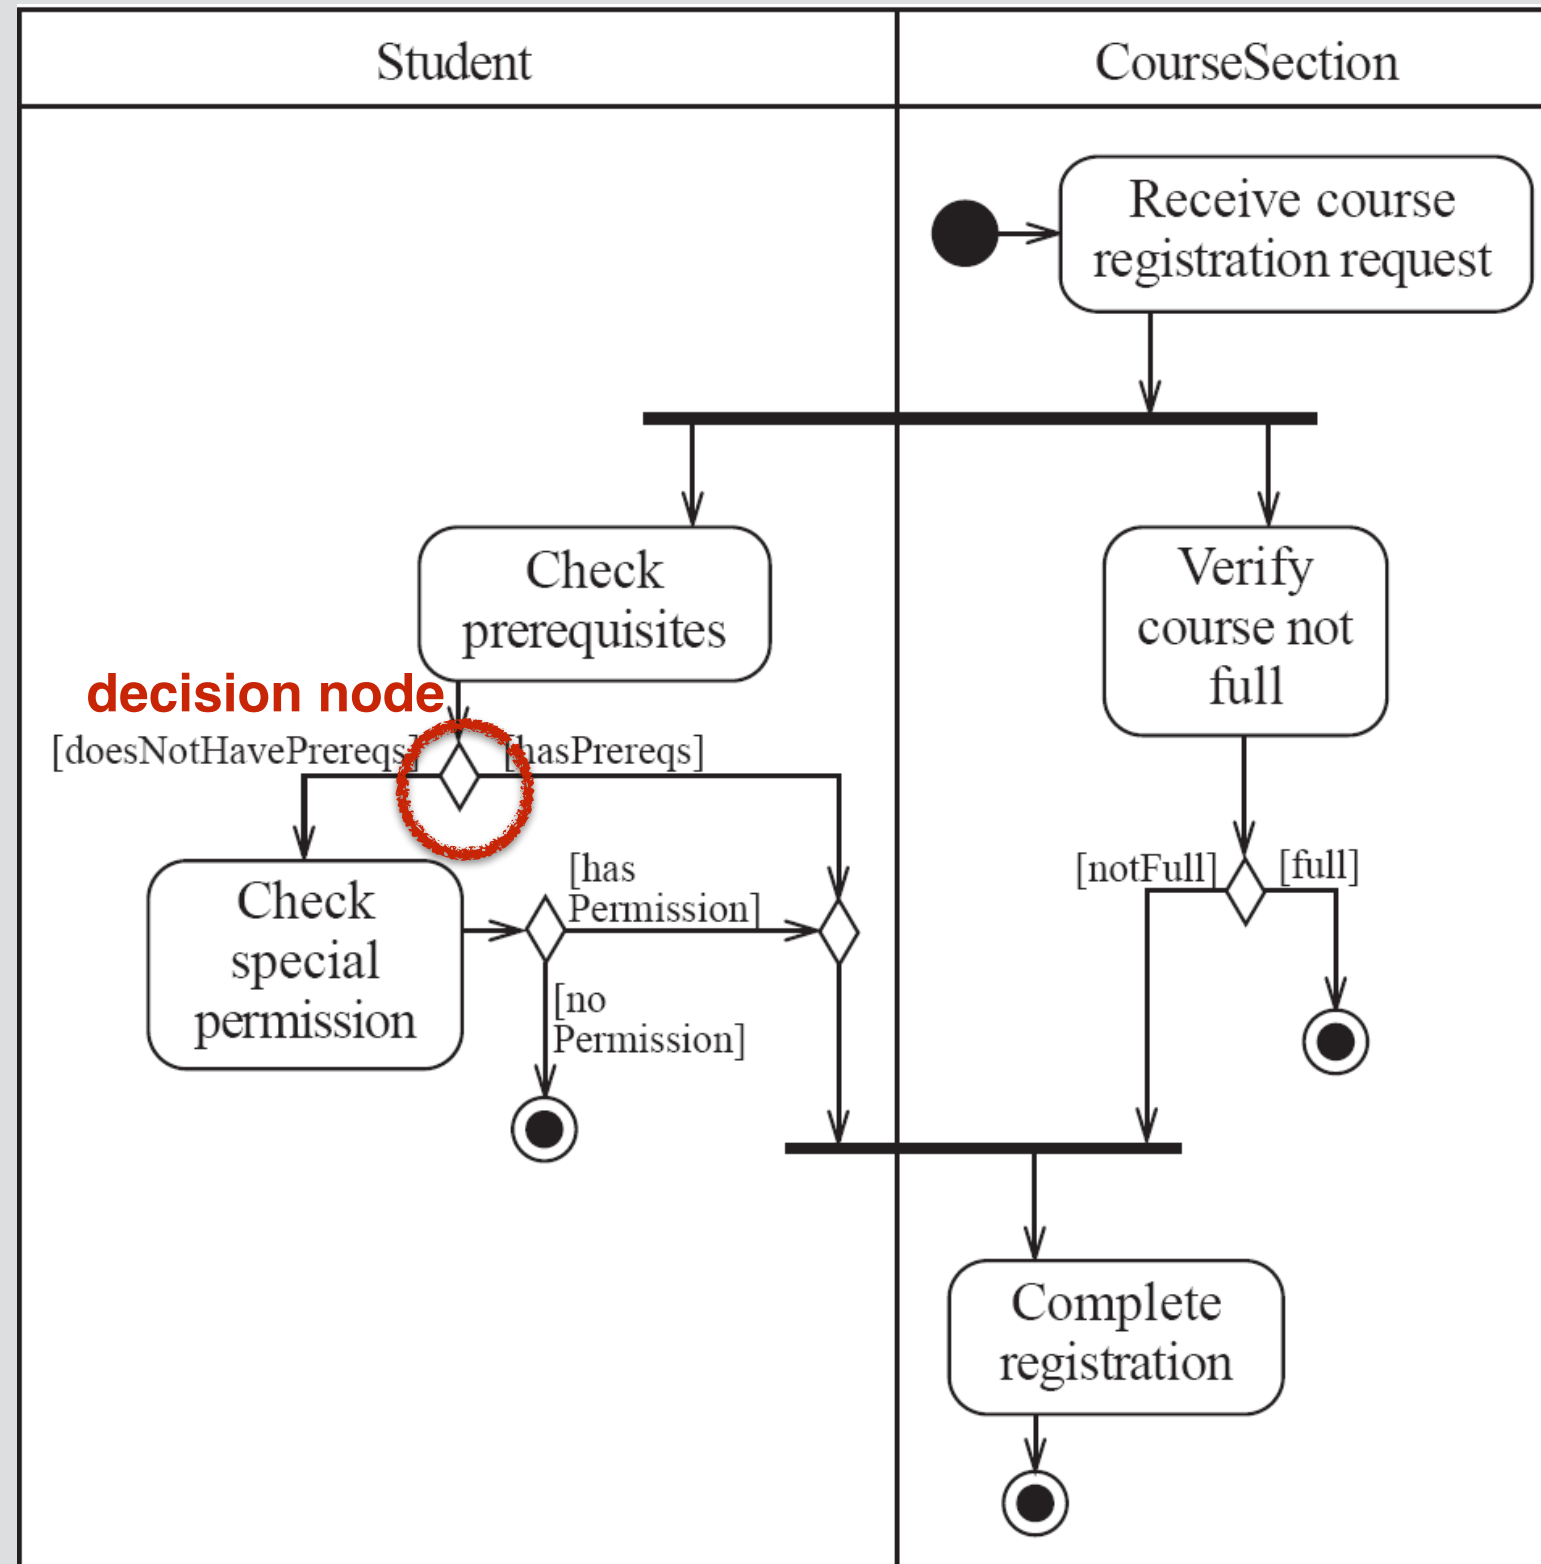 Student
CourseSection
Receive course
registration request
Check
prerequisites
Verify
course not
full
decision node
[doesNotHavePrereqs]
[hasPrereqs]
[has
Permission]
[notFull]
[full]
Check
special
permission
[no
Permission]
Complete
registration